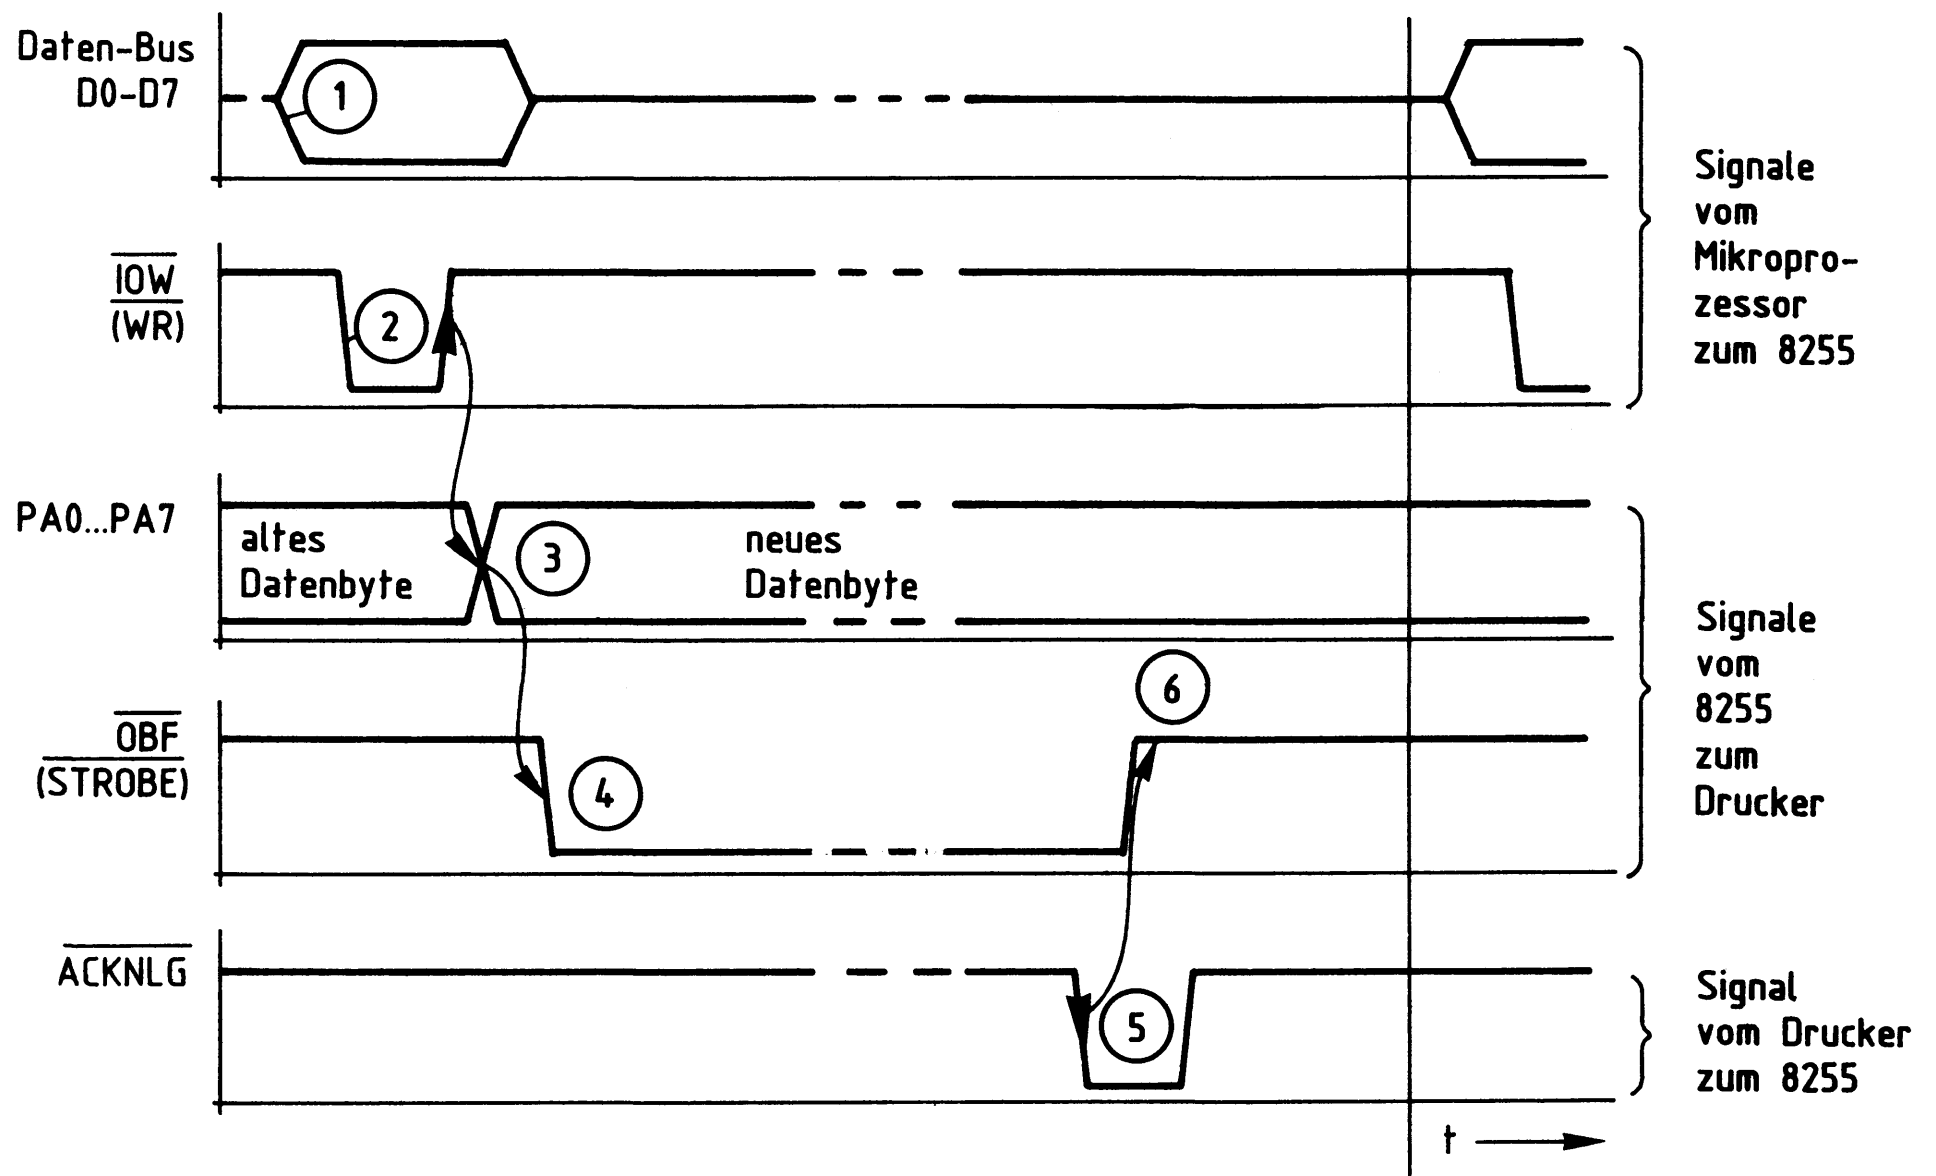 Daten-Bus
D0-D7
1
Signale
vom
Mikropro-
zessor
zum 8255
IOW
(WR)
2
PA0...PA7
altes
Datenbyte
3
neues
Datenbyte
Signale
vom
8255
zum
Drucker
6
OBF
(STROBE)
4
ACKNLG
5
Signal
vom Drucker
zum 8255
t